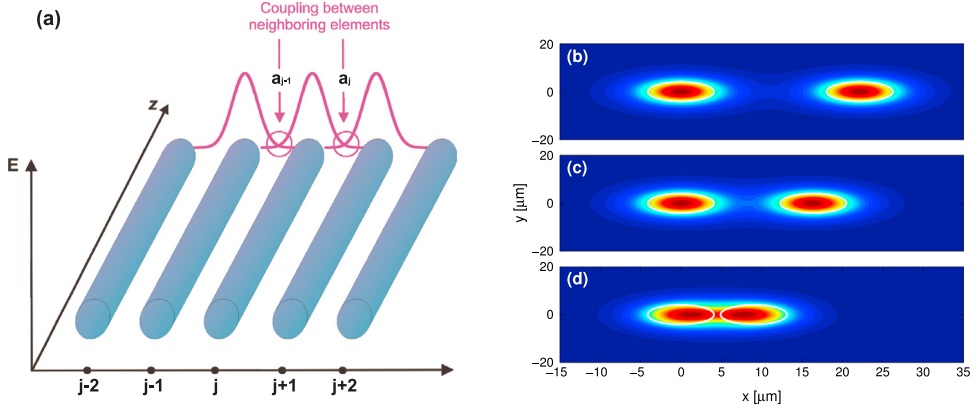 (a)
Coupling between
neighboring elements
aj-1 aj
z
E
j-2 j-1 j j+1 j+2
(b)
20
0
−20
(c)
20
0
−20
y [μm]
(d)
20
0
−20
−15 −10 −5 0 5 10 15 20 25 30 35
x [μm]